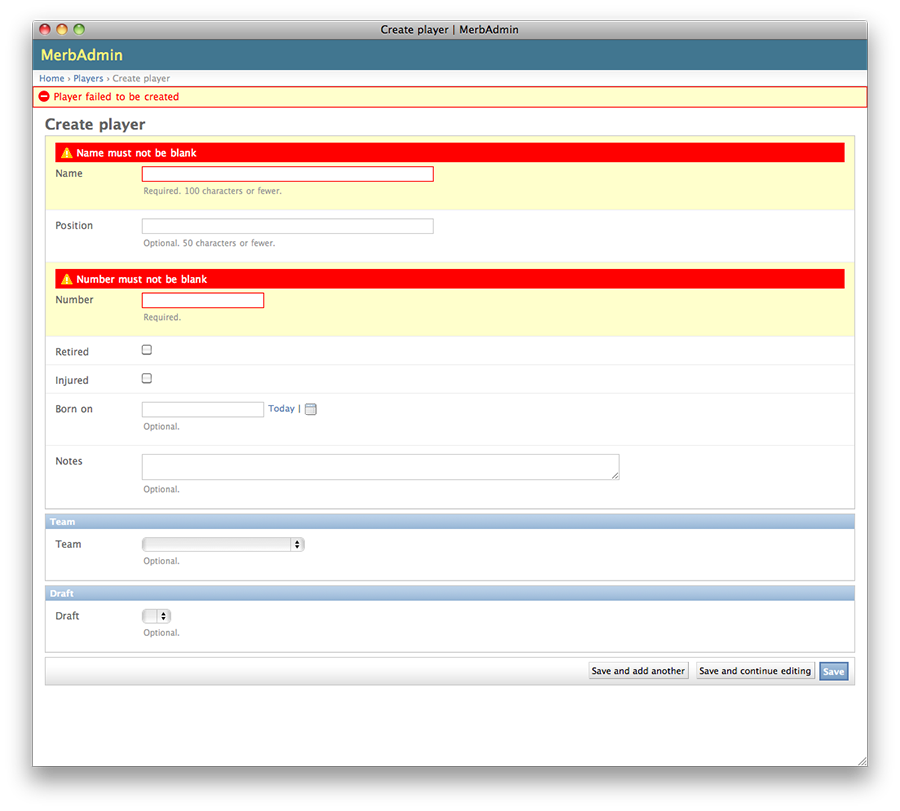 Create player | MerbAdmin
MerbAdmin
Home › Players › Create player
Player failed to be created
Create player
Name must not be blank
Name
Required. 100 characters or fewer.
Position
Optional. 50 characters or fewer.
Number must not be blank
Number
Required.
Retired
Injured
Born on Today |
Optional.
Notes
Optional.
Team
Team
Optional.
Draft
Draft
Optional.
Save and add another Save and continue editing Save